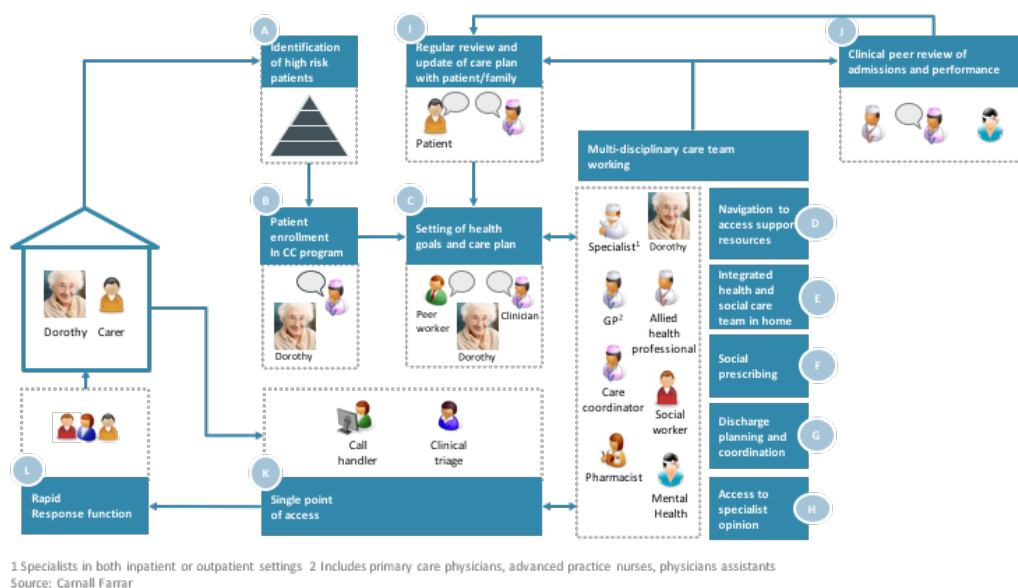 A
Identification
of high risk
patients
I
Regular review and
update of care plan
with patient/family
Patient
J
Clinical peer review of
admissions and performance
Multi-disciplinary care team
working
B
Patient
enrollment
In CC program
Dorothy
C
Setting of health
goals and care plan
Peer
worker
Clinician
Dorothy
Specialist1
Dorothy
GP2
Allied
health
professional
Care
coordinator
Social
worker
Pharmacist
Mental
Health
Navigation to
access support
resources
D
Integrated
health and
social care
team in home
E
Social
prescribing
F
Discharge
planning and
coordination
G
Access to
specialist
opinion
H
Dorothy Carer
L
Rapid
Response function
Call
handler
Clinical
triage
K
Single point
of access
1 Specialists in both inpatient or outpatient settings 2 Includes primary care physicians, advanced practice nurses, physicians assistants
Source: Carnall Farrar